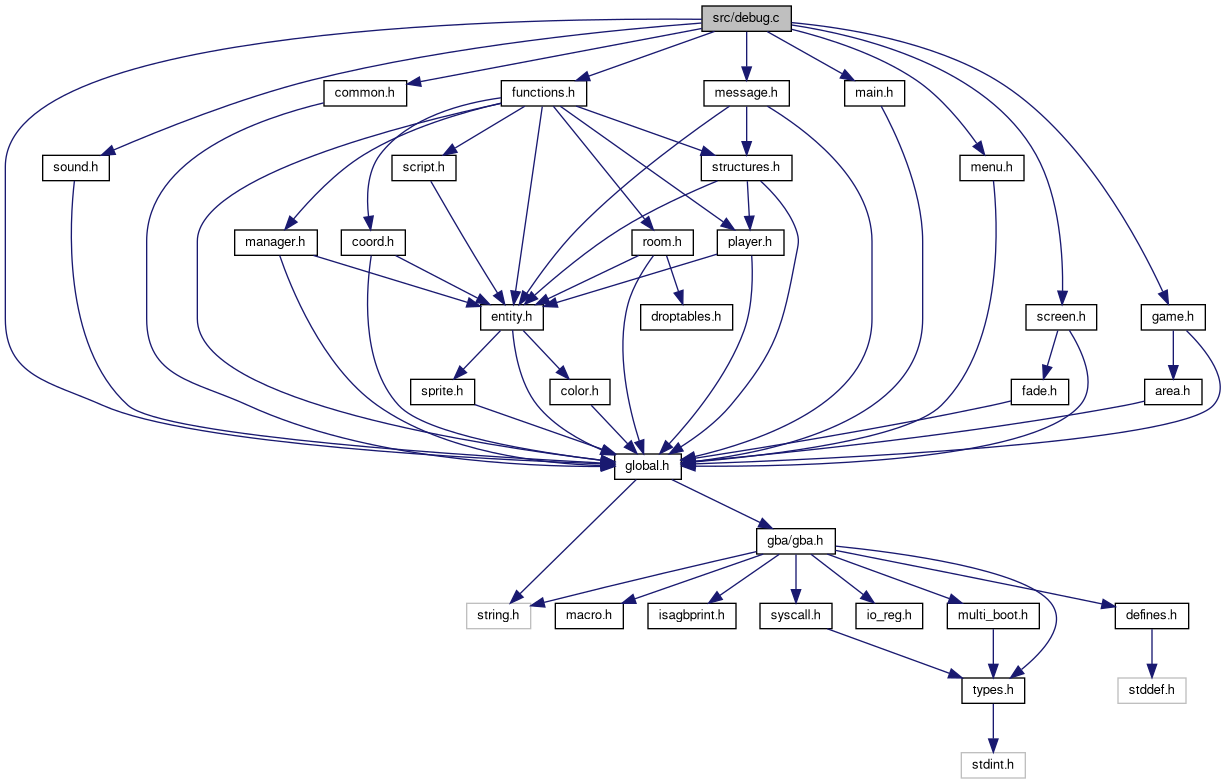 src/debug.c
common.h
functions.h
message.h
main.h
sound.h
script.h
structures.h
menu.h
manager.h
coord.h
room.h
player.h
entity.h
droptables.h
screen.h
game.h
sprite.h
color.h
fade.h
area.h
global.h
gba/gba.h
string.h
macro.h
isagbprint.h
syscall.h
io_reg.h
multi_boot.h
defines.h
types.h
stddef.h
stdint.h